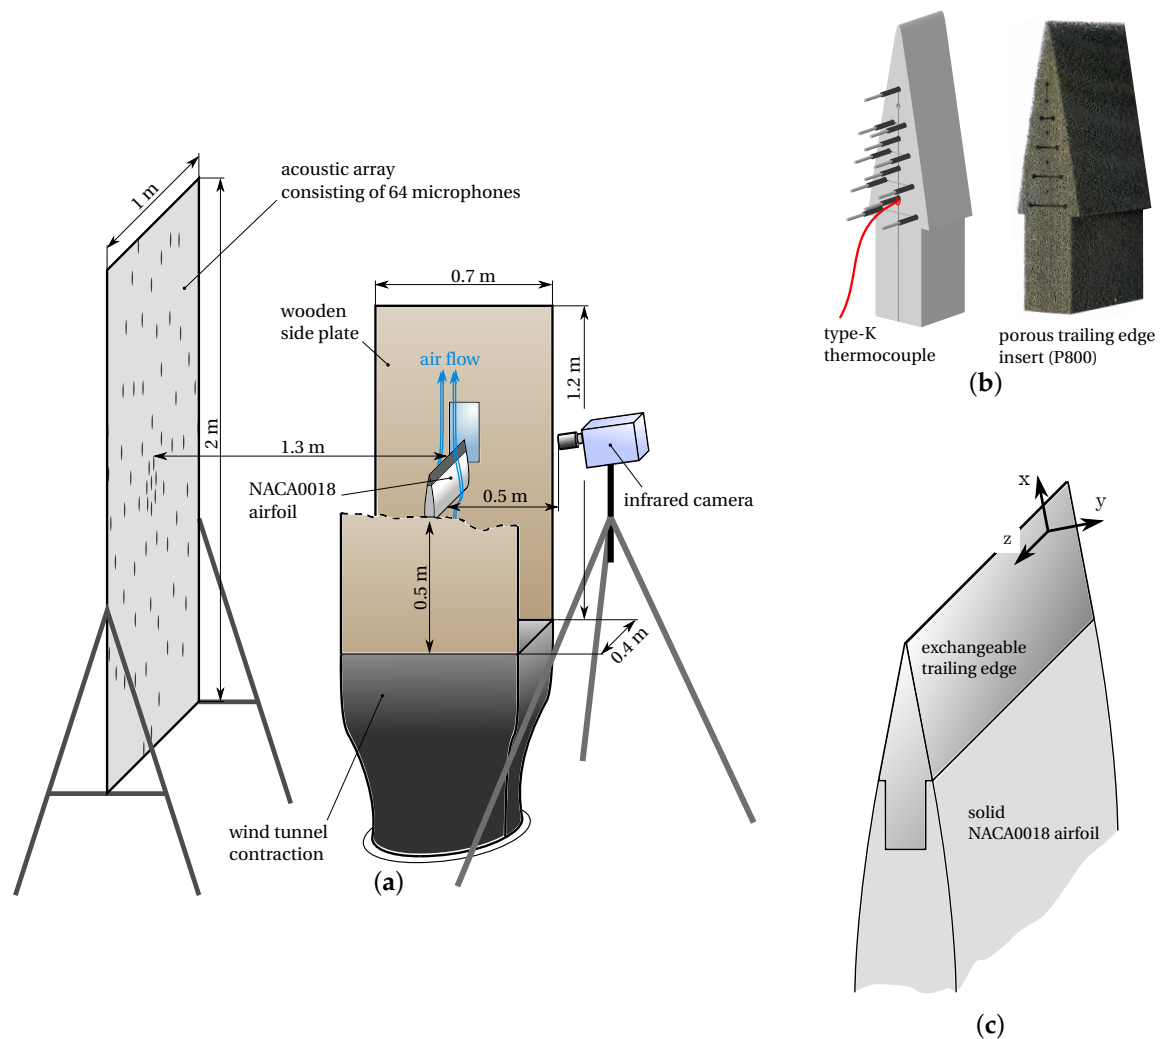 acoustic array
consisting of 64 microphones
1 m
2 m
0.7 m
wooden
side plate
air flow
1.2 m
1.3 m
NACA0018
airfoil
0.5 m
infrared camera
0.5 m
0.4 m
wind tunnel
contraction
(a)
type-K
thermocouple
porous trailing edge
insert (P800)
(b)
x
y
z
exchangeable
trailing edge
solid
NACA0018 airfoil
(c)